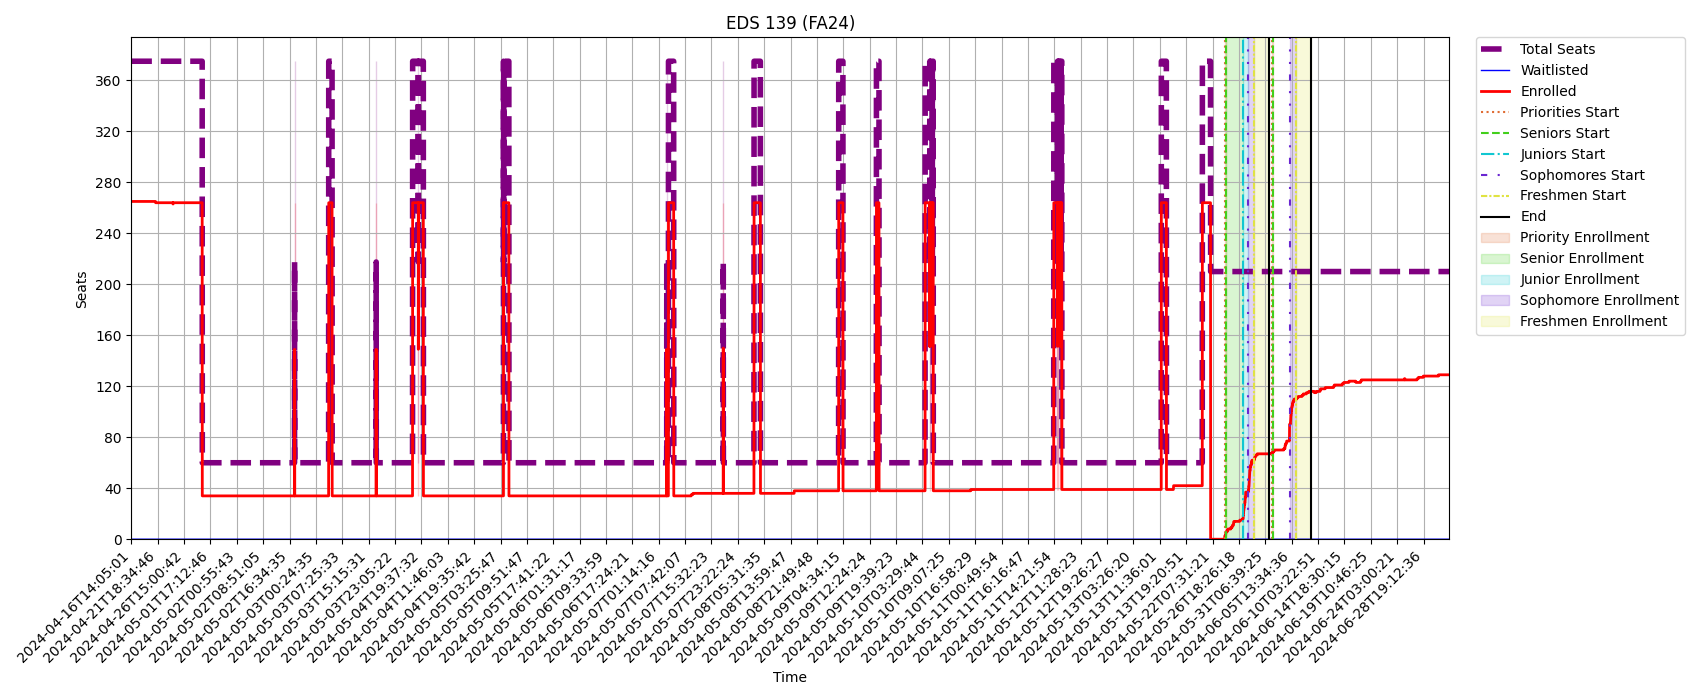 EDS 139 (FA24)
Seats
360
320
280
240
200
160
120
80
40
0
2024-04-16T14:05:01
2024-04-21T18:34:46
2024-04-26T15:00:42
2024-05-01T17:12:46
2024-05-02T00:55:43
2024-05-02T08:51:05
2024-05-02T16:34:35
2024-05-03T00:24:35
2024-05-03T07:25:33
2024-05-03T15:15:31
2024-05-03T23:05:22
2024-05-04T19:37:32
2024-05-04T11:46:03
2024-05-04T19:35:42
2024-05-05T03:25:47
2024-05-05T09:51:47
2024-05-05T17:41:22
2024-05-06T01:31:17
2024-05-06T09:33:59
2024-05-06T17:24:21
2024-05-07T01:14:16
2024-05-07T07:42:07
2024-05-07T15:32:23
2024-05-07T23:22:24
2024-05-08T05:31:35
2024-05-08T13:59:47
2024-05-08T21:49:48
2024-05-09T04:34:15
2024-05-09T12:24:24
2024-05-09T19:39:23
2024-05-10T03:29:44
2024-05-10T09:07:25
2024-05-10T16:58:29
2024-05-11T00:49:54
2024-05-11T16:16:47
2024-05-11T14:21:54
2024-05-12T11:28:23
2024-05-12T19:26:27
2024-05-13T03:26:20
2024-05-13T11:36:01
2024-05-13T19:20:51
2024-05-22T07:31:21
2024-05-26T18:26:18
2024-05-31T06:39:25
2024-06-05T13:34:36
2024-06-10T03:22:51
2024-06-14T18:30:15
2024-06-19T10:46:25
2024-06-24T03:00:21
2024-06-28T19:12:36
Time
Total Seats
Waitlisted
Enrolled
Priorities Start
Seniors Start
Juniors Start
Sophomores Start
Freshmen Start
End
Priority Enrollment
Senior Enrollment
Junior Enrollment
Sophomore Enrollment
Freshmen Enrollment